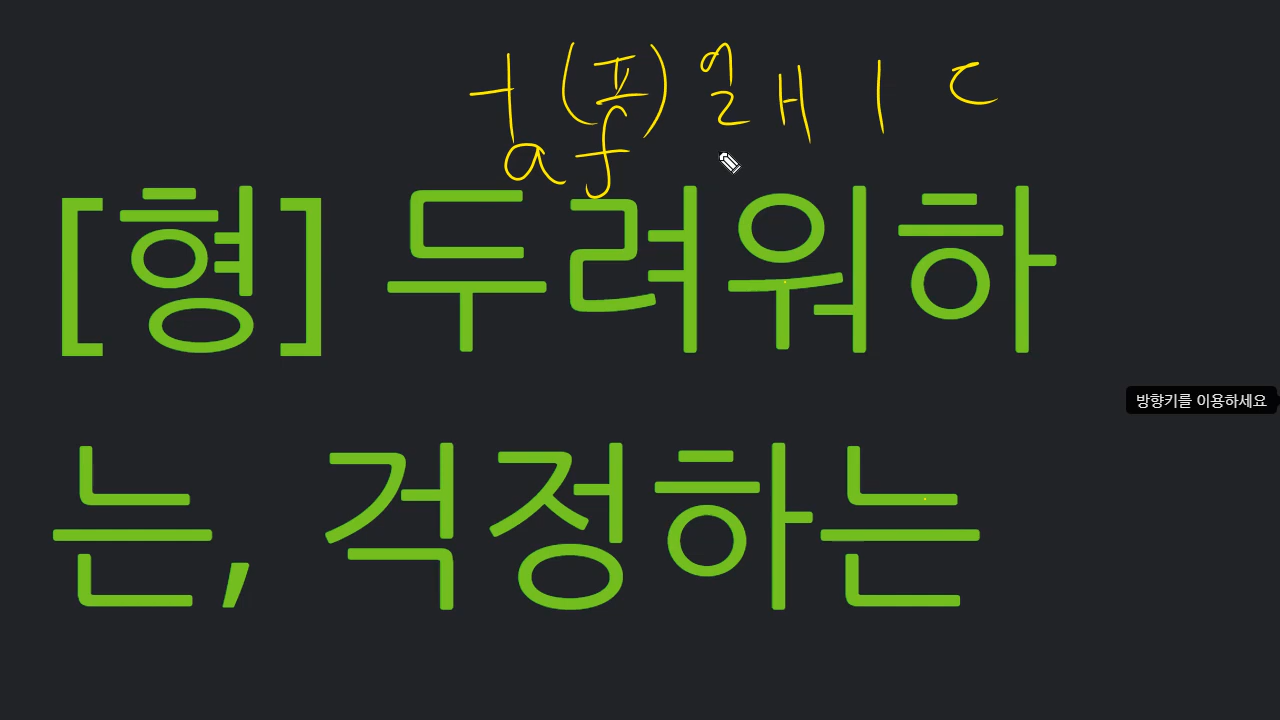 ㅓ (ㅍ) 을 ㅐ ㅣ ㄷ
a f
[형] 두려워하
는, 걱정하는
방향키를 이용하세요